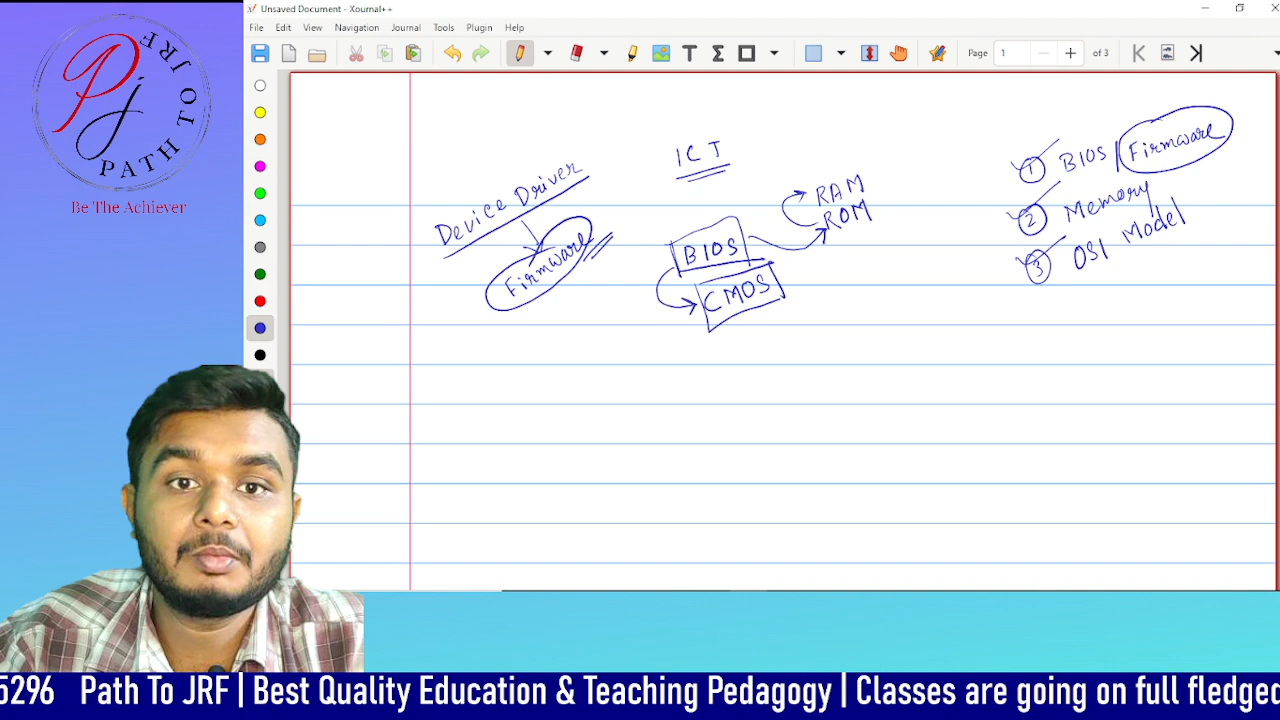 Unsaved Document - Xournal++
File Edit View Navigation Journal Tools Plugin Help
Page 1 of 3
PJ
PATH TO JRF
Be The Achiever
ICT
Device Driver
Firmware
BIOS
CMOS
RAM
ROM
1 BIOS / Firmware
2 Memory
3 OSI Model
5296 Path To JRF | Best Quality Education & Teaching Pedagogy | Classes are going on full fledged